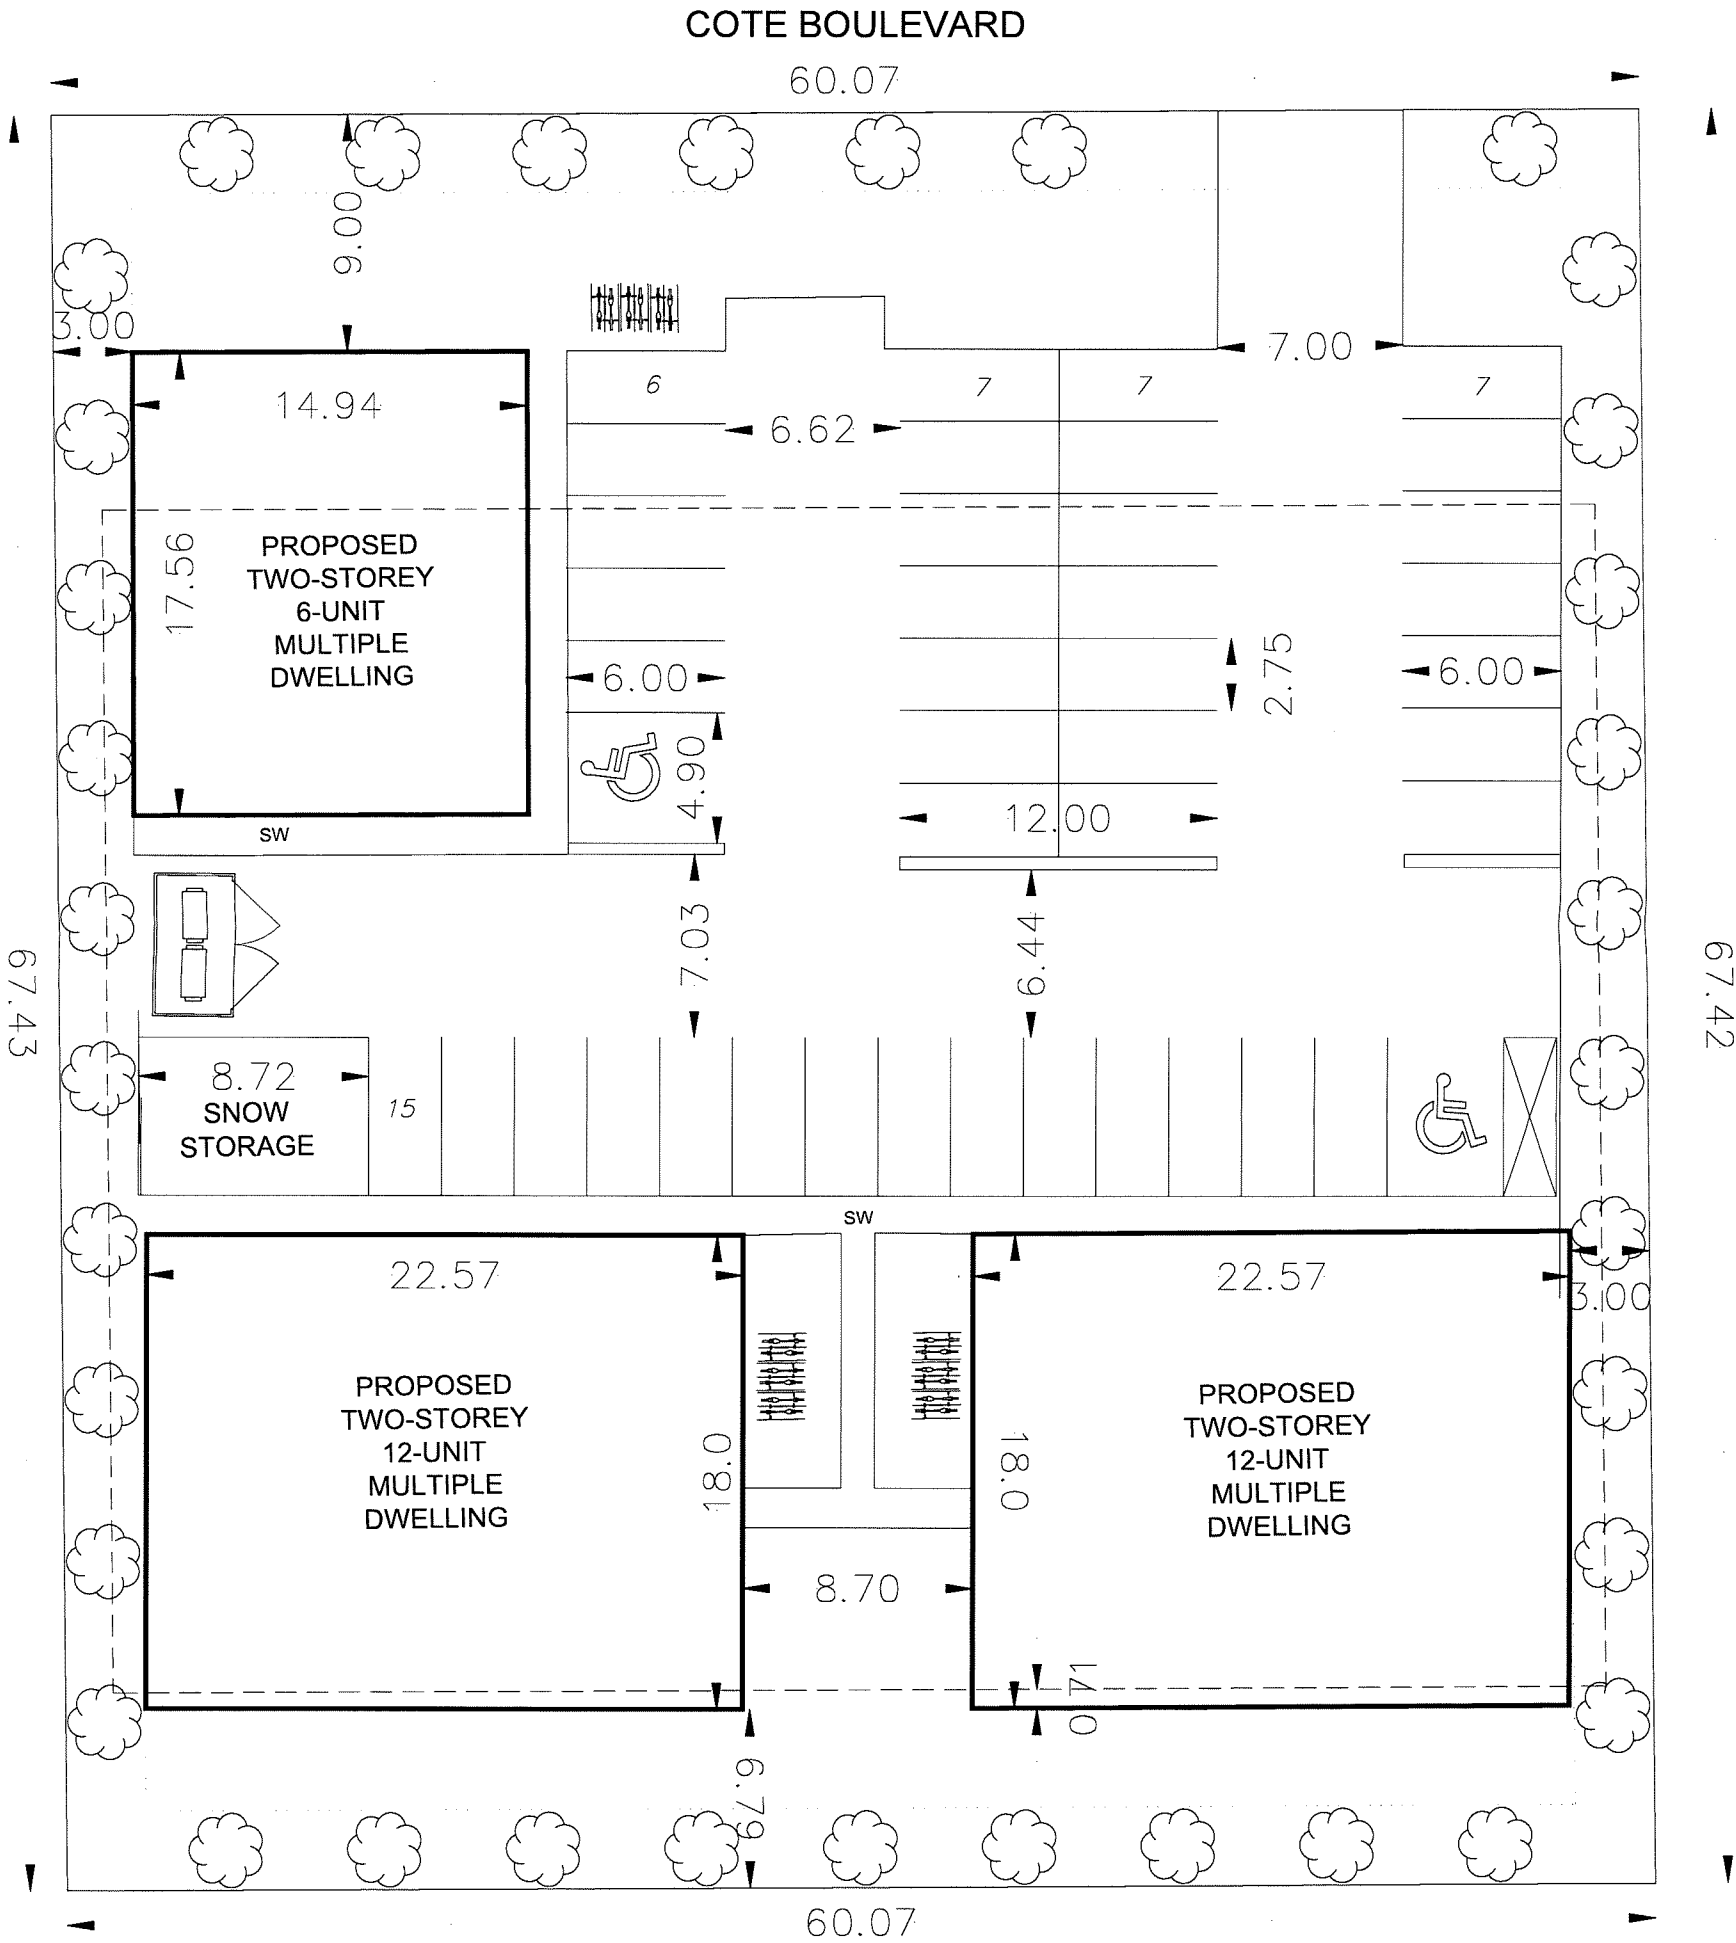 COTE BOULEVARD
60.07
9.00
3.00
7.00
6
7
7
7
14.94
6.62
17.56
PROPOSED
TWO-STOREY
6-UNIT
MULTIPLE
DWELLING
6.00
2.75
6.00
4.90
12.00
SW
7.03
6.44
67.43
67.42
8.72
SNOW
STORAGE
15
SW
22.57
22.57
3.00
PROPOSED
TWO-STOREY
12-UNIT
MULTIPLE
DWELLING
18.0
18.0
PROPOSED
TWO-STOREY
12-UNIT
MULTIPLE
DWELLING
8.70
0.71
6.79
60.07